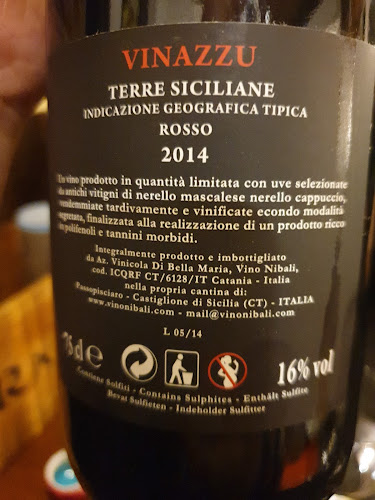 VINAZZU
TERRE SICILIANE
INDICAZIONE GEOGRAFICA TIPICA
ROSSO
2014
Un vino prodotto in quantità limitata con uve selezionate
da antichi vitigni di nerello mascalese nerello cappuccio,
vendemmiate tardivamente e vinificate econdo modalità
segretata, finalizzata alla realizzazione di un prodotto ricco
in polifenoli e tannini morbidi.
Integralmente prodotto e imbottigliato
da Az. Vinicola Di Bella Maria, Vino Nibali,
cod. ICQRF CT/6128/IT Catania - Italia
nella propria cantina di:
Passopisciaro - Castiglione di Sicilia (CT) - ITALIA
www.vinonibali.com - mail@vinonibali.com
L 05/14
75cl e
16% vol
Contiene Solfiti - Contains Sulphites - Enthält Sulfite
Bevat Sulfieten - Indeholder Sulfitter